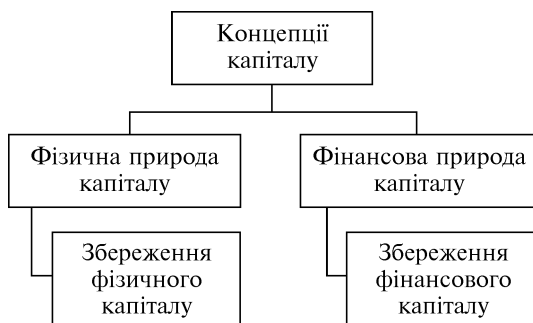 Концепції
капіталу
Фізична природа
капіталу
Фінансова природа
капіталу
Збереження
фізичного
капіталу
Збереження
фінансового
капіталу